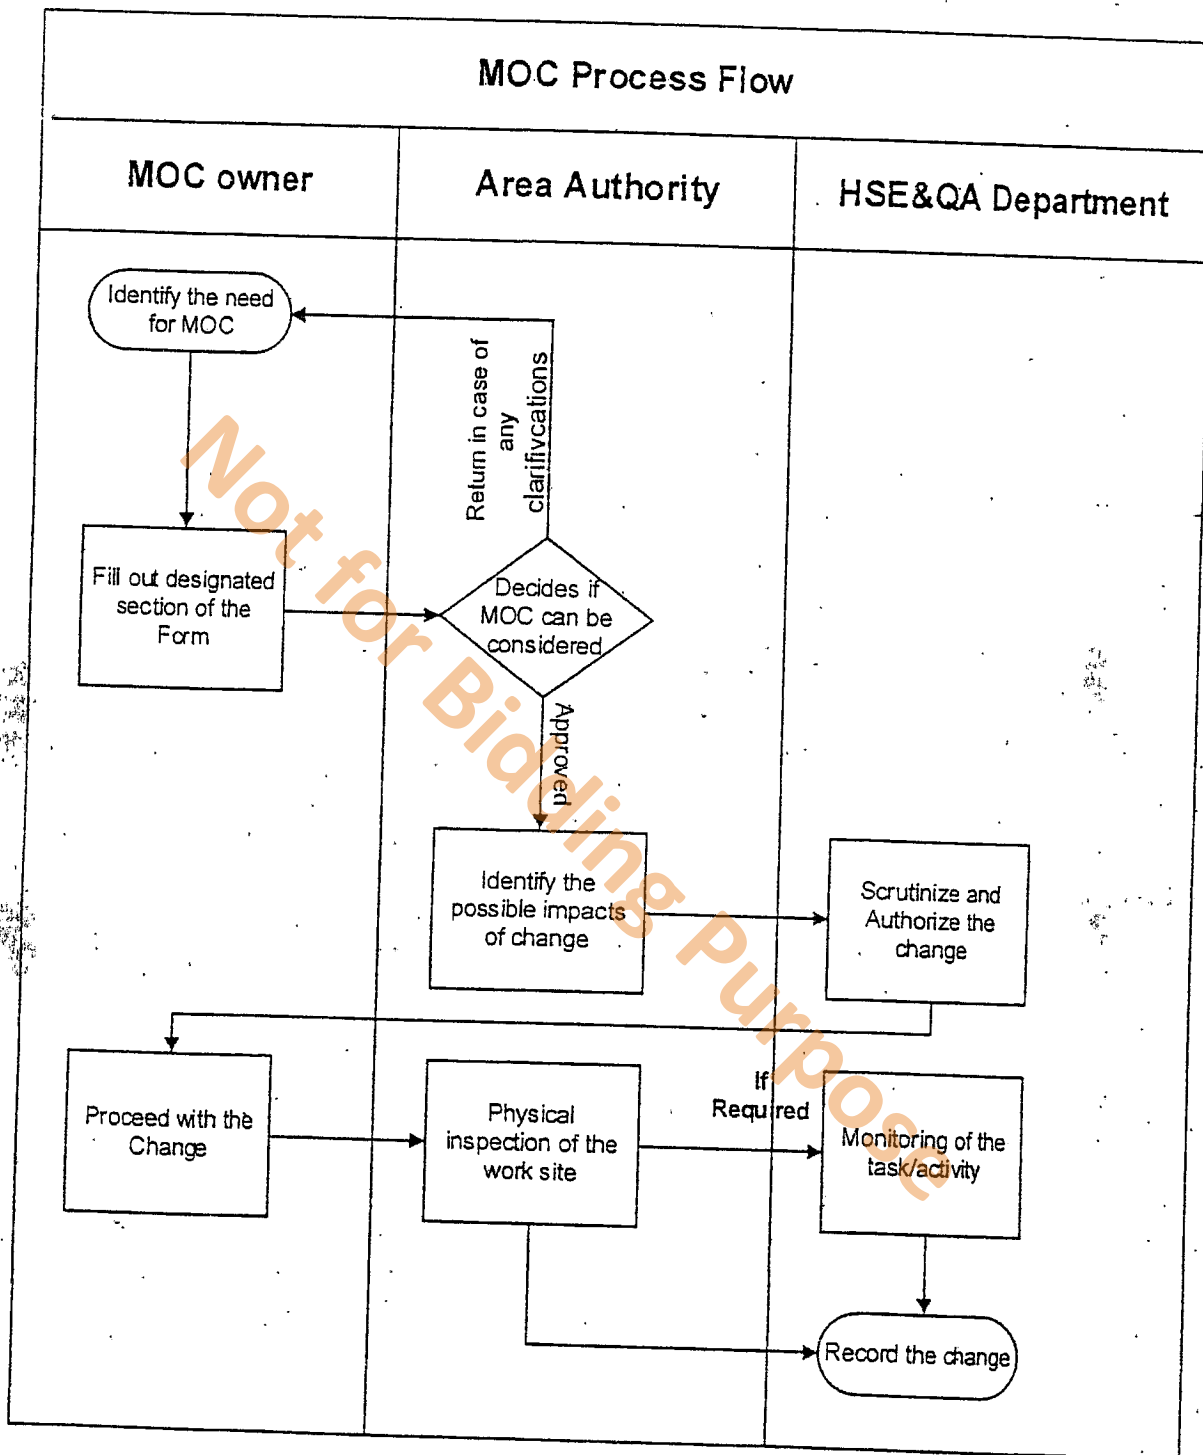 MOC Process Flow
MOC owner
Area Authority
HSE&QA Department
Identify the need
for MOC
Return in case of
any
clarifivcations
Fill out designated
section of the
Form
Decides if
MOC can be
considered
Approved
Identify the
possible impacts
of change
Scrutinize and
Authorize the
change
Proceed with the
Change
Physical
inspection of the
work site
If
Required
Monitoring of the
task/activity
Record the change
Not for Bidding Purpose